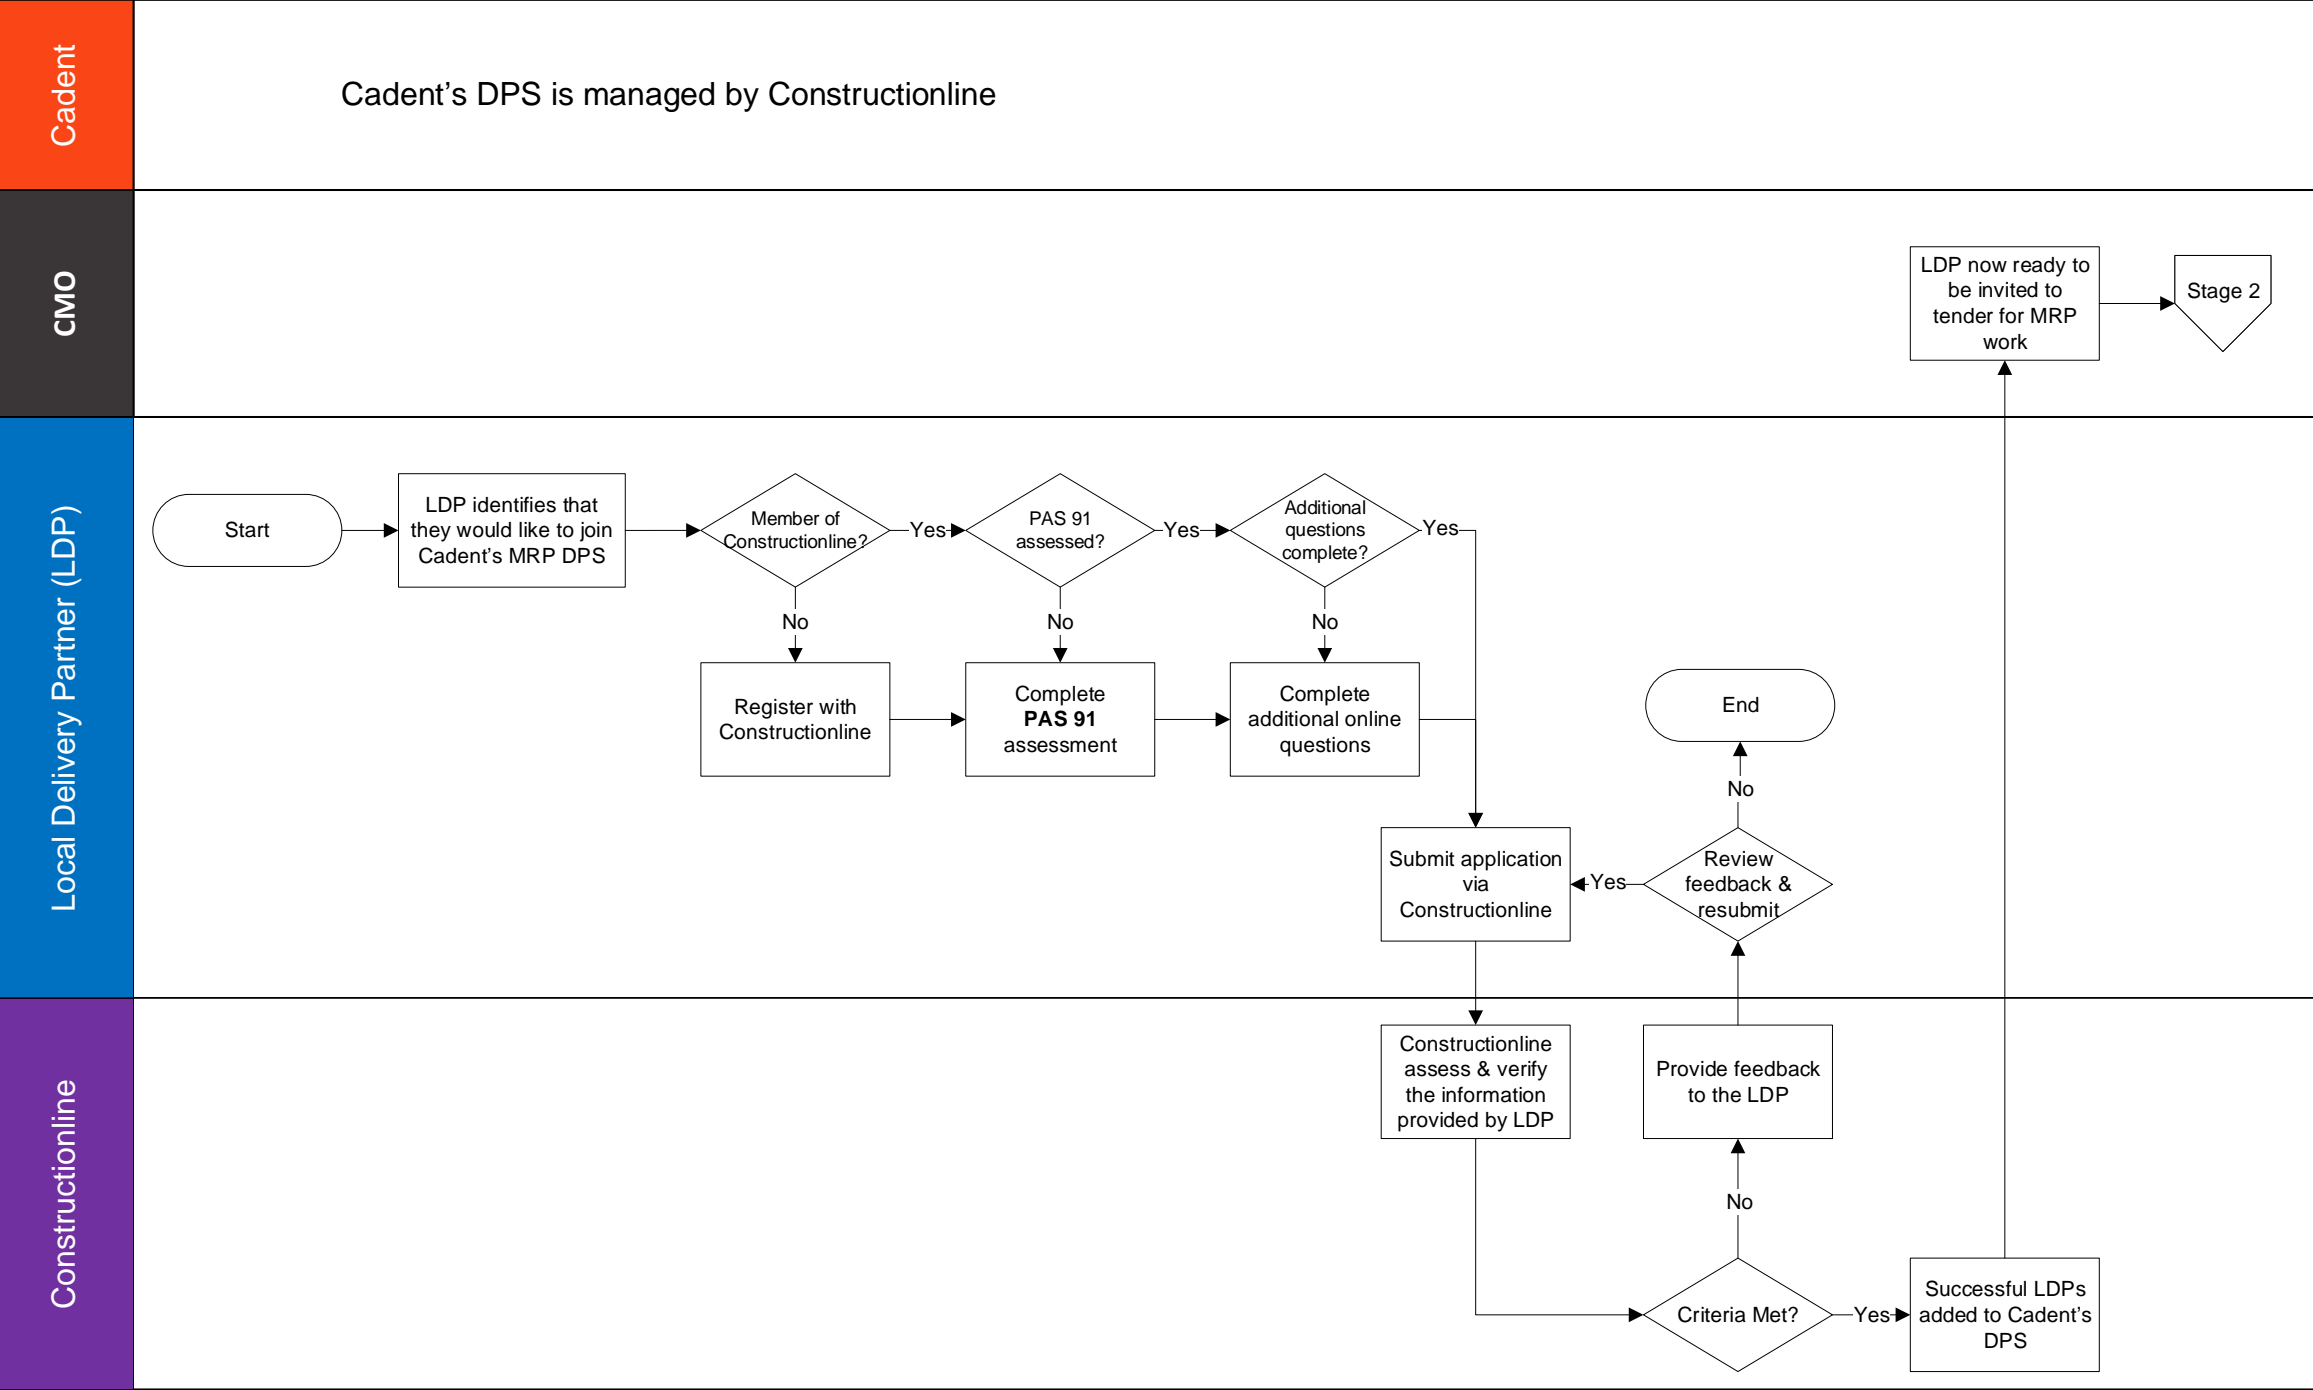 Cadent
Cadent's DPS is managed by Constructionline
CMO
LDP now ready to
be invited to
tender for MRP
work
Stage 2
Local Delivery Partner (LDP)
Start
LDP identifies that
they would like to join
Cadent's MRP DPS
Member of
Constructionline?
Yes
PAS 91
assessed?
Yes
Additional
questions
complete?
Yes
No
No
No
Register with
Constructionline
Complete
PAS 91
assessment
Complete
additional online
questions
End
No
Submit application
via
Constructionline
Yes
Review
feedback &
resubmit
Constructionline
Constructionline
assess & verify
the information
provided by LDP
Provide feedback
to the LDP
No
Criteria Met?
Yes
Successful LDPs
added to Cadent's
DPS